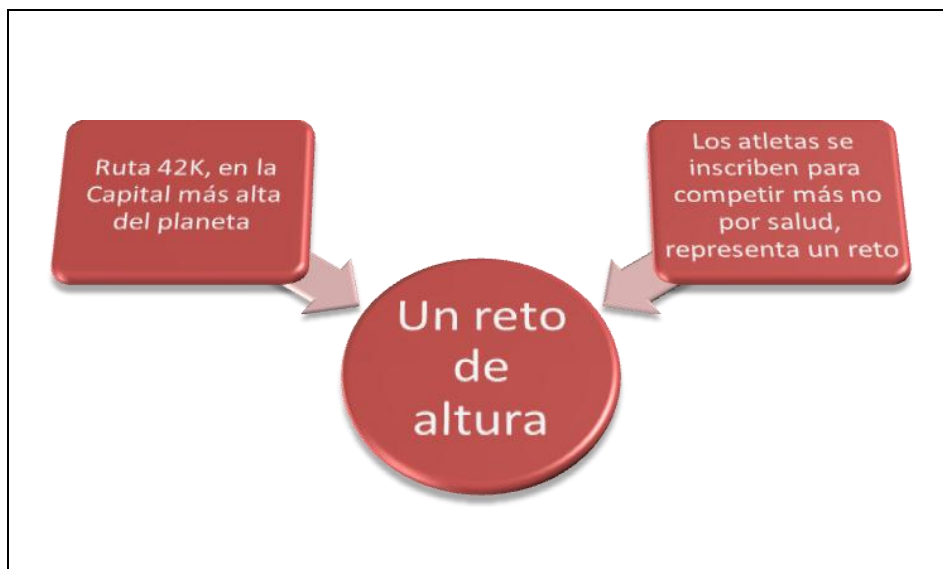 Ruta 42K, en la
Capital más alta
del planeta
Los atletas se
inscriben para
competir más no
por salud,
representa un reto
Un reto
de
altura